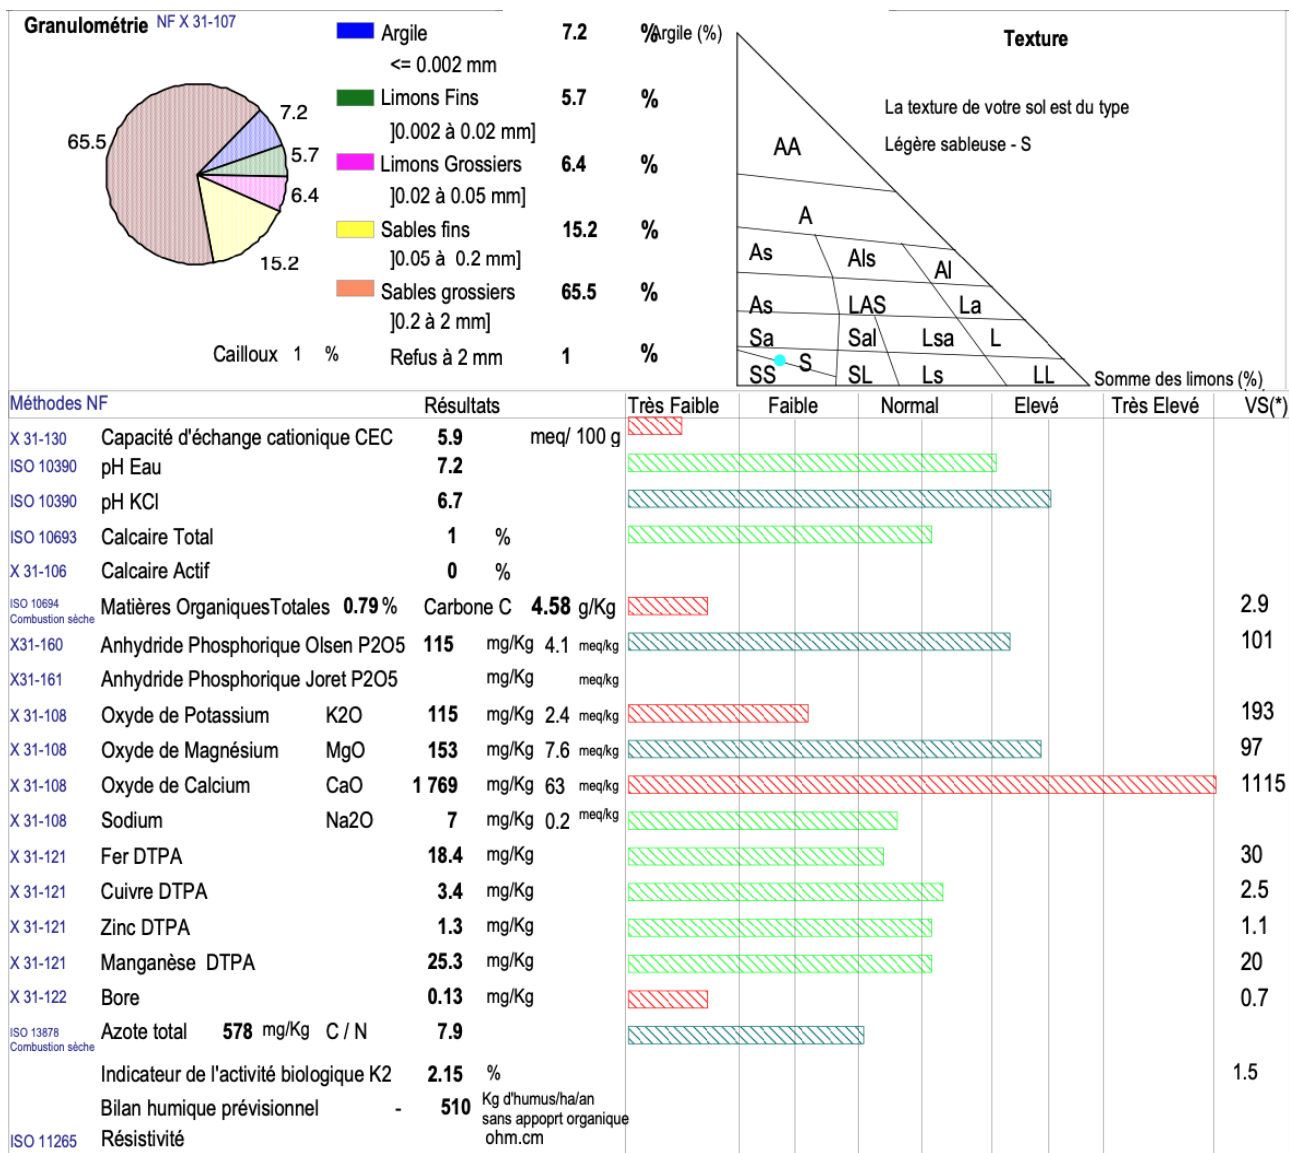 Granulométrie NF X 31-107
Argile 7.2 %
<= 0.002 mm
Limons Fins 5.7 %
]0.002 à 0.02 mm]
Limons Grossiers 6.4 %
]0.02 à 0.05 mm]
Sables fins 15.2 %
]0.05 à 0.2 mm]
Sables grossiers 65.5 %
]0.2 à 2 mm]
Cailloux 1 % Refus à 2 mm 1 %
7.2
5.7
6.4
15.2
65.5
Argile (%)
Texture
La texture de votre sol est du type
Légère sableuse - S
AA
A
As Als Al
As LAS La
Sa Sal Lsa L
S
SS SL Ls LL
Somme des limons (%)
Méthodes NF Résultats Très Faible Faible Normal Elevé Très Elevé VS(*)
X 31-130 Capacité d'échange cationique CEC 5.9 meq/ 100 g
ISO 10390 pH Eau 7.2
ISO 10390 pH KCl 6.7
ISO 10693 Calcaire Total 1 %
X 31-106 Calcaire Actif 0 %
ISO 10694 Combustion sèche Matières OrganiquesTotales 0.79 % Carbone C 4.58 g/Kg 2.9
X31-160 Anhydride Phosphorique Olsen P2O5 115 mg/Kg 4.1 meq/kg 101
X31-161 Anhydride Phosphorique Joret P2O5 mg/Kg meq/kg
X 31-108 Oxyde de Potassium K2O 115 mg/Kg 2.4 meq/kg 193
X 31-108 Oxyde de Magnésium MgO 153 mg/Kg 7.6 meq/kg 97
X 31-108 Oxyde de Calcium CaO 1 769 mg/Kg 63 meq/kg 1115
X 31-108 Sodium Na2O 7 mg/Kg 0.2 meq/kg
X 31-121 Fer DTPA 18.4 mg/Kg 30
X 31-121 Cuivre DTPA 3.4 mg/Kg 2.5
X 31-121 Zinc DTPA 1.3 mg/Kg 1.1
X 31-121 Manganèse DTPA 25.3 mg/Kg 20
X 31-122 Bore 0.13 mg/Kg 0.7
ISO 13878 Combustion sèche Azote total 578 mg/Kg C / N 7.9
Indicateur de l'activité biologique K2 2.15 % 1.5
Bilan humique prévisionnel - 510 Kg d'humus/ha/an
sans appoprt organique
ISO 11265 Résistivité ohm.cm